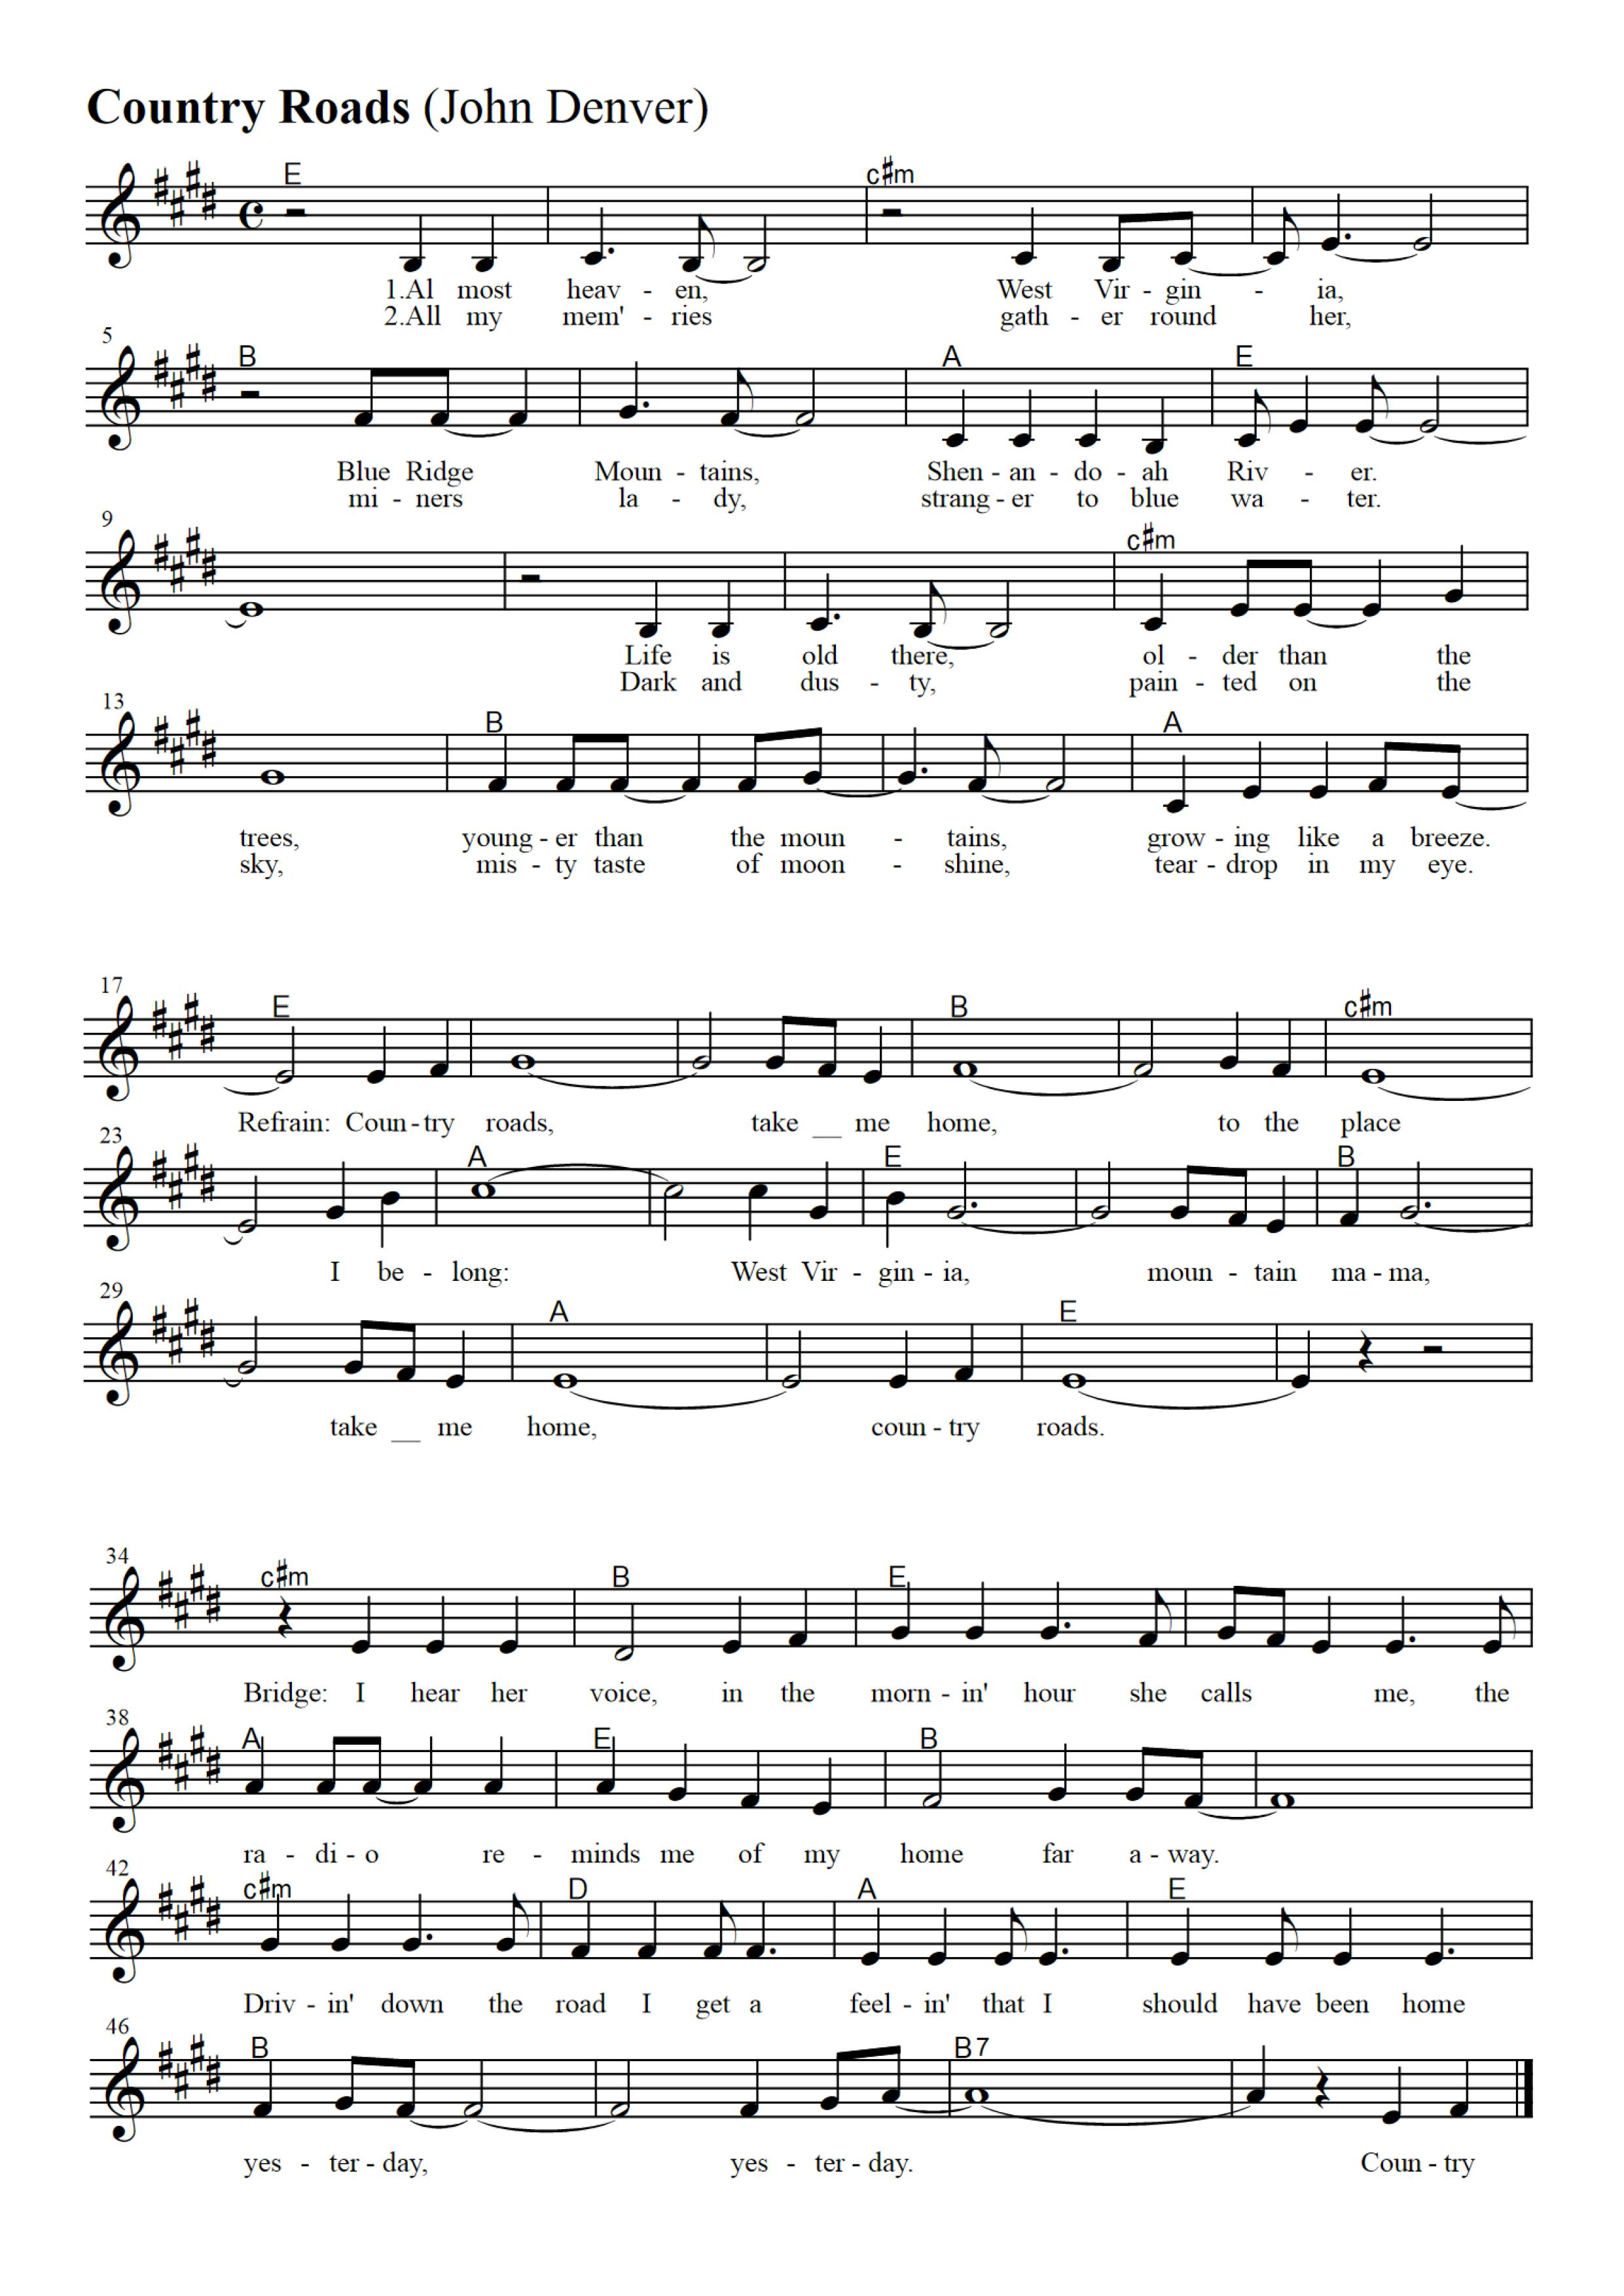 Country Roads (John Denver)
E c#m
1.Al most heav - en, West Vir - gin - ia,
2.All my mem' - ries gath - er round her,
5
B A E
Blue Ridge Moun - tains, Shen - an - do - ah Riv - er.
mi - ners la - dy, strang - er to blue wa - ter.
9
c#m
Life is old there, ol - der than the
Dark and dus - ty, pain - ted on the
13
B A
trees, young - er than the moun - tains, grow - ing like a breeze.
sky, mis - ty taste of moon - shine, tear - drop in my eye.
17
E B c#m
Refrain: Coun - try roads, take __ me home, to the place
23
A E B
I be - long: West Vir - gin - ia, moun - tain ma - ma,
29
A E
take __ me home, coun - try roads.
34
c#m B E
Bridge: I hear her voice, in the morn - in' hour she calls me, the
38
A E B
ra - di - o re - minds me of my home far a - way.
42
c#m D A E
Driv - in' down the road I get a feel - in' that I should have been home
46
B B7
yes - ter - day, yes - ter - day. Coun - try